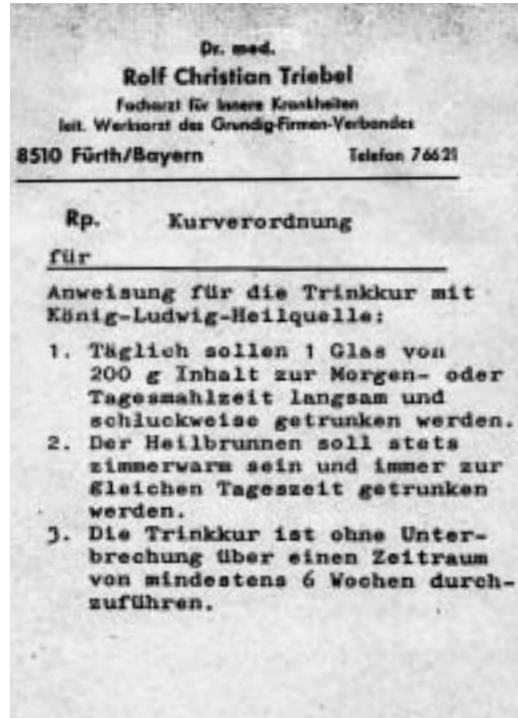 Dr. med.
Rolf Christian Triebel
Facharzt für Innere Krankheiten
leit. Werksarzt des Grundig-Firmen-Verbandes
8510 Fürth/Bayern Telefon 76621
Rp. Kurverordnung
für
Anweisung für die Trinkkur mit
König-Ludwig-Heilquelle:
1. Täglich sollen 1 Glas von
200 g Inhalt zur Morgen- oder
Tagesmahlzeit langsam und
schluckweise getrunken werden.
2. Der Heilbrunnen soll stets
zimmerwarm sein und immer zur
gleichen Tageszeit getrunken
werden.
3. Die Trinkkur ist ohne Unter-
brechung über einen Zeitraum
von mindestens 6 Wochen durch-
zuführen.